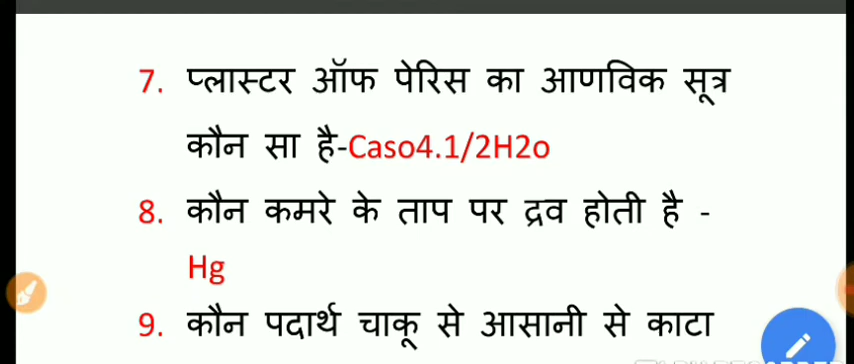 7. प्लास्टर ऑफ पेरिस का आणविक सूत्र
कौन सा है-Caso4.1/2H2o
8. कौन कमरे के ताप पर द्रव होती है -
Hg
9. कौन पदार्थ चाकू से आसानी से काटा